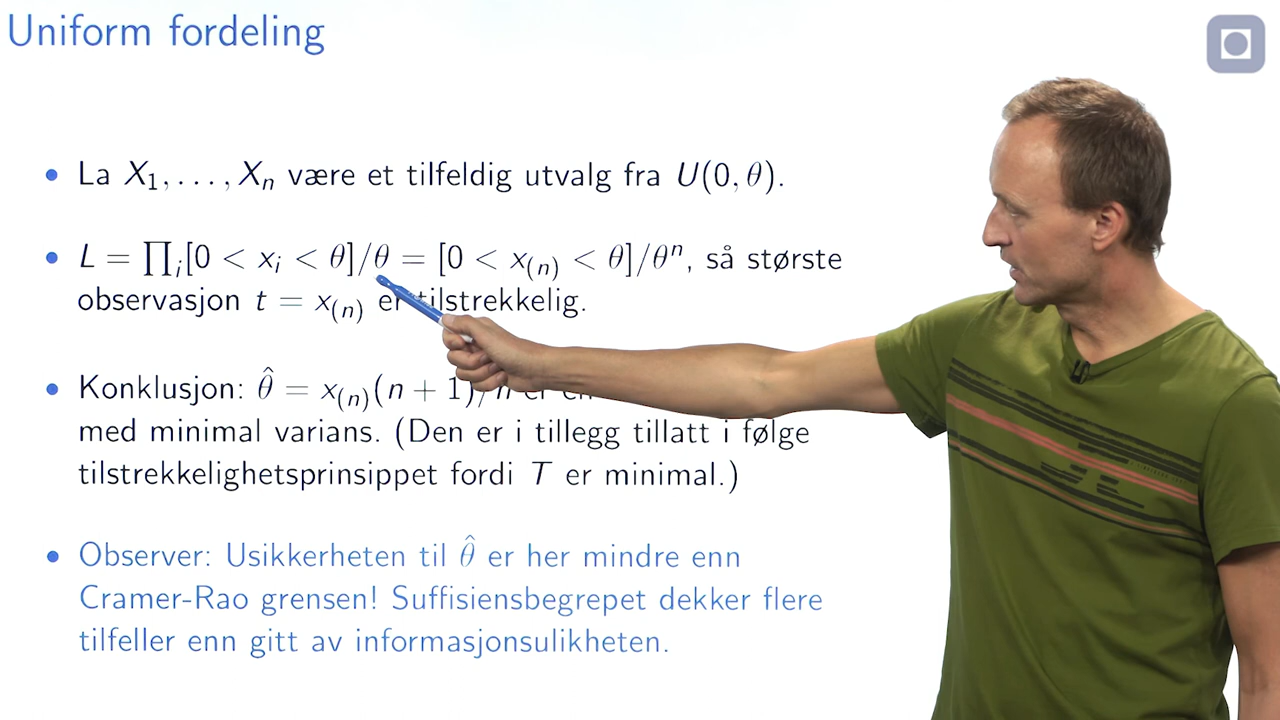 Uniform fordeling
• La X₁, . . . , Xₙ være et tilfeldig utvalg fra U(0, θ).
• L = ∏ᵢ[0 < xᵢ < θ]/θ = [0 < x₍ₙ₎ < θ]/θⁿ, så største
observasjon t = x₍ₙ₎ er tilstrekkelig.
• Konklusjon: θ̂ = x₍ₙ₎(n + 1)/n er
med minimal varians. (Den er i tillegg tillatt i følge
tilstrekkelighetsprinsippet fordi T er minimal.)
• Observer: Usikkerheten til θ̂ er her mindre enn
Cramer-Rao grensen! Suffisiensbegrepet dekker flere
tilfeller enn gitt av informasjonsulikheten.